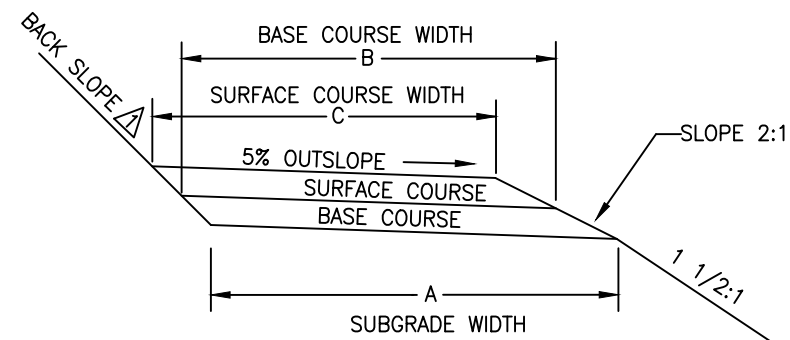 BASE COURSE WIDTH
B
BACK SLOPE 1
SURFACE COURSE WIDTH
C
SLOPE 2:1
5% OUTSLOPE
SURFACE COURSE
BASE COURSE
1 1/2:1
A
SUBGRADE WIDTH